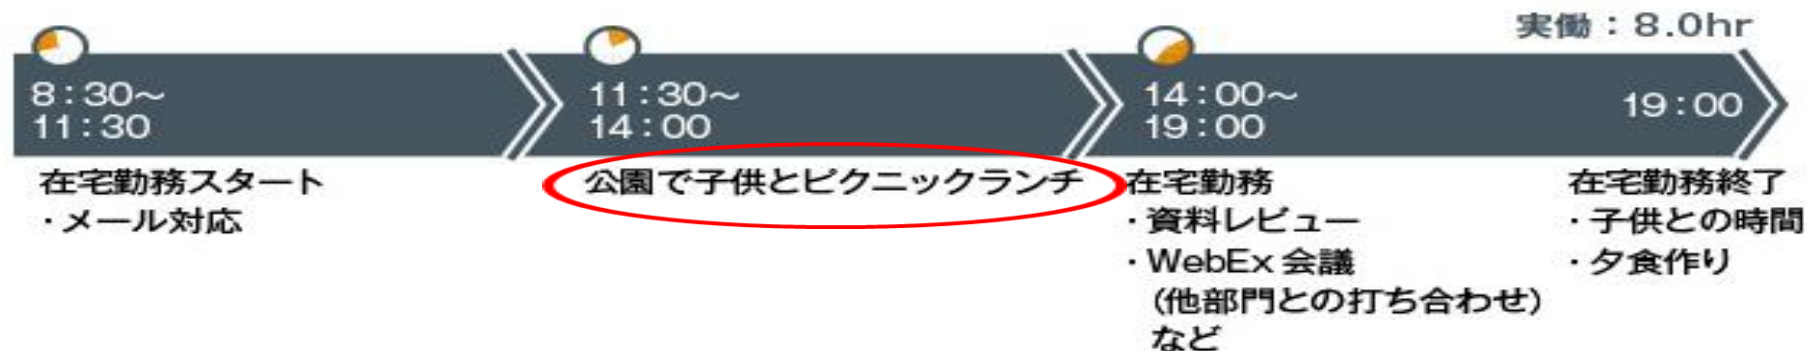 実働：8.0hr
8：30～
11：30
11：30～
14：00
14：00～
19：00
19：00
在宅勤務スタート
・メール対応
公園で子供とピクニックランチ
在宅勤務
・資料レビュー
・WebEx 会議
(他部門との打ち合わせ)
など
在宅勤務終了
・子供との時間
・夕食作り